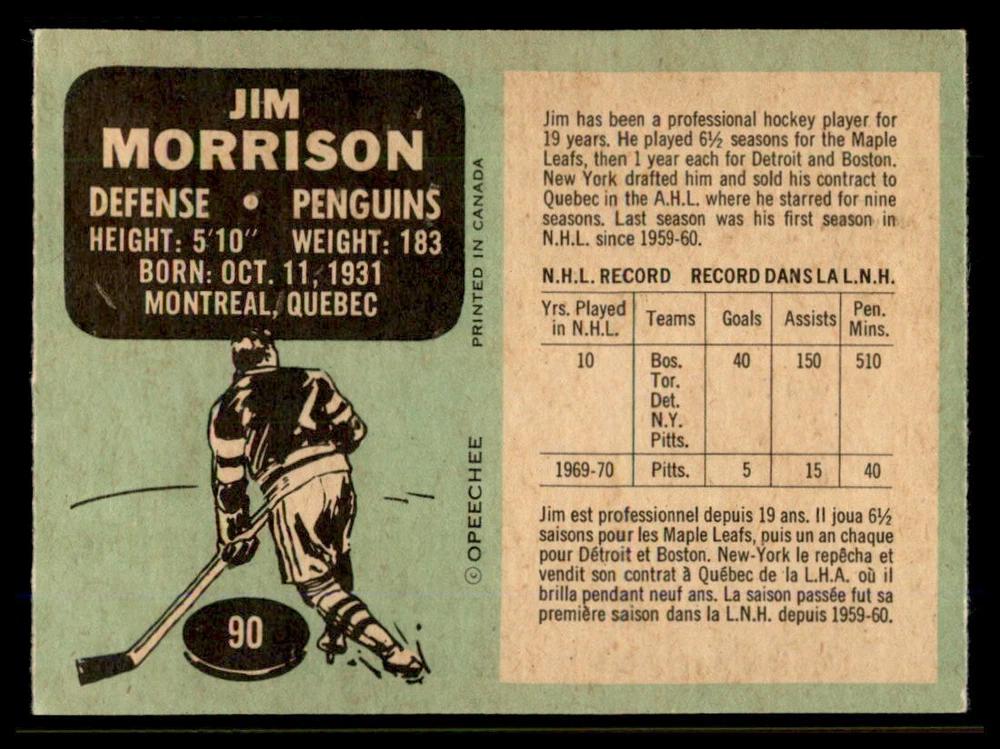 JIM
MORRISON
DEFENSE • PENGUINS
HEIGHT: 5'10" WEIGHT: 183
BORN: OCT. 11, 1931
MONTREAL, QUEBEC
90
© OPEECHEE PRINTED IN CANADA
Jim has been a professional hockey player for
19 years. He played 6½ seasons for the Maple
Leafs, then 1 year each for Detroit and Boston.
New York drafted him and sold his contract to
Quebec in the A.H.L. where he starred for nine
seasons. Last season was his first season in
N.H.L. since 1959-60.
N.H.L. RECORD RECORD DANS LA L.N.H.
Yrs. Played in N.H.L. Teams Goals Assists Pen. Mins.
10 Bos. 40 150 510
Tor.
Det.
N.Y.
Pitts.
1969-70 Pitts. 5 15 40
Jim est professionnel depuis 19 ans. Il joua 6½
saisons pour les Maple Leafs, puis un an chaque
pour Détroit et Boston. New-York le repêcha et
vendit son contrat à Québec de la L.H.A. où il
brilla pendant neuf ans. La saison passée fut sa
première saison dans la L.N.H. depuis 1959-60.